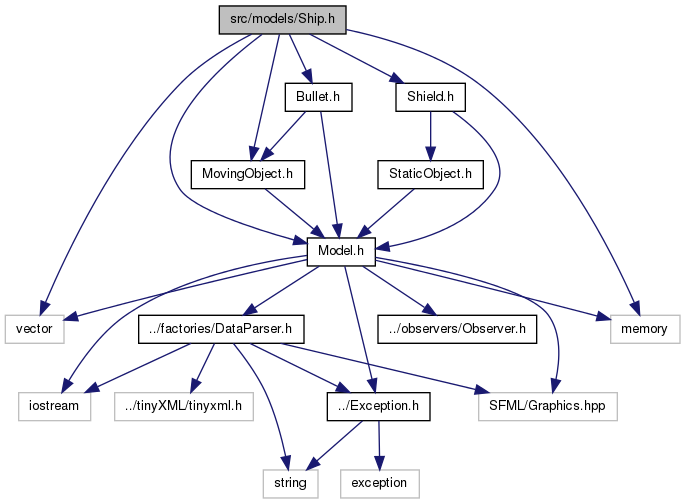 src/models/Ship.h
Bullet.h
Shield.h
MovingObject.h
StaticObject.h
Model.h
vector
../factories/DataParser.h
../observers/Observer.h
memory
iostream
../tinyXML/tinyxml.h
../Exception.h
SFML/Graphics.hpp
string
exception